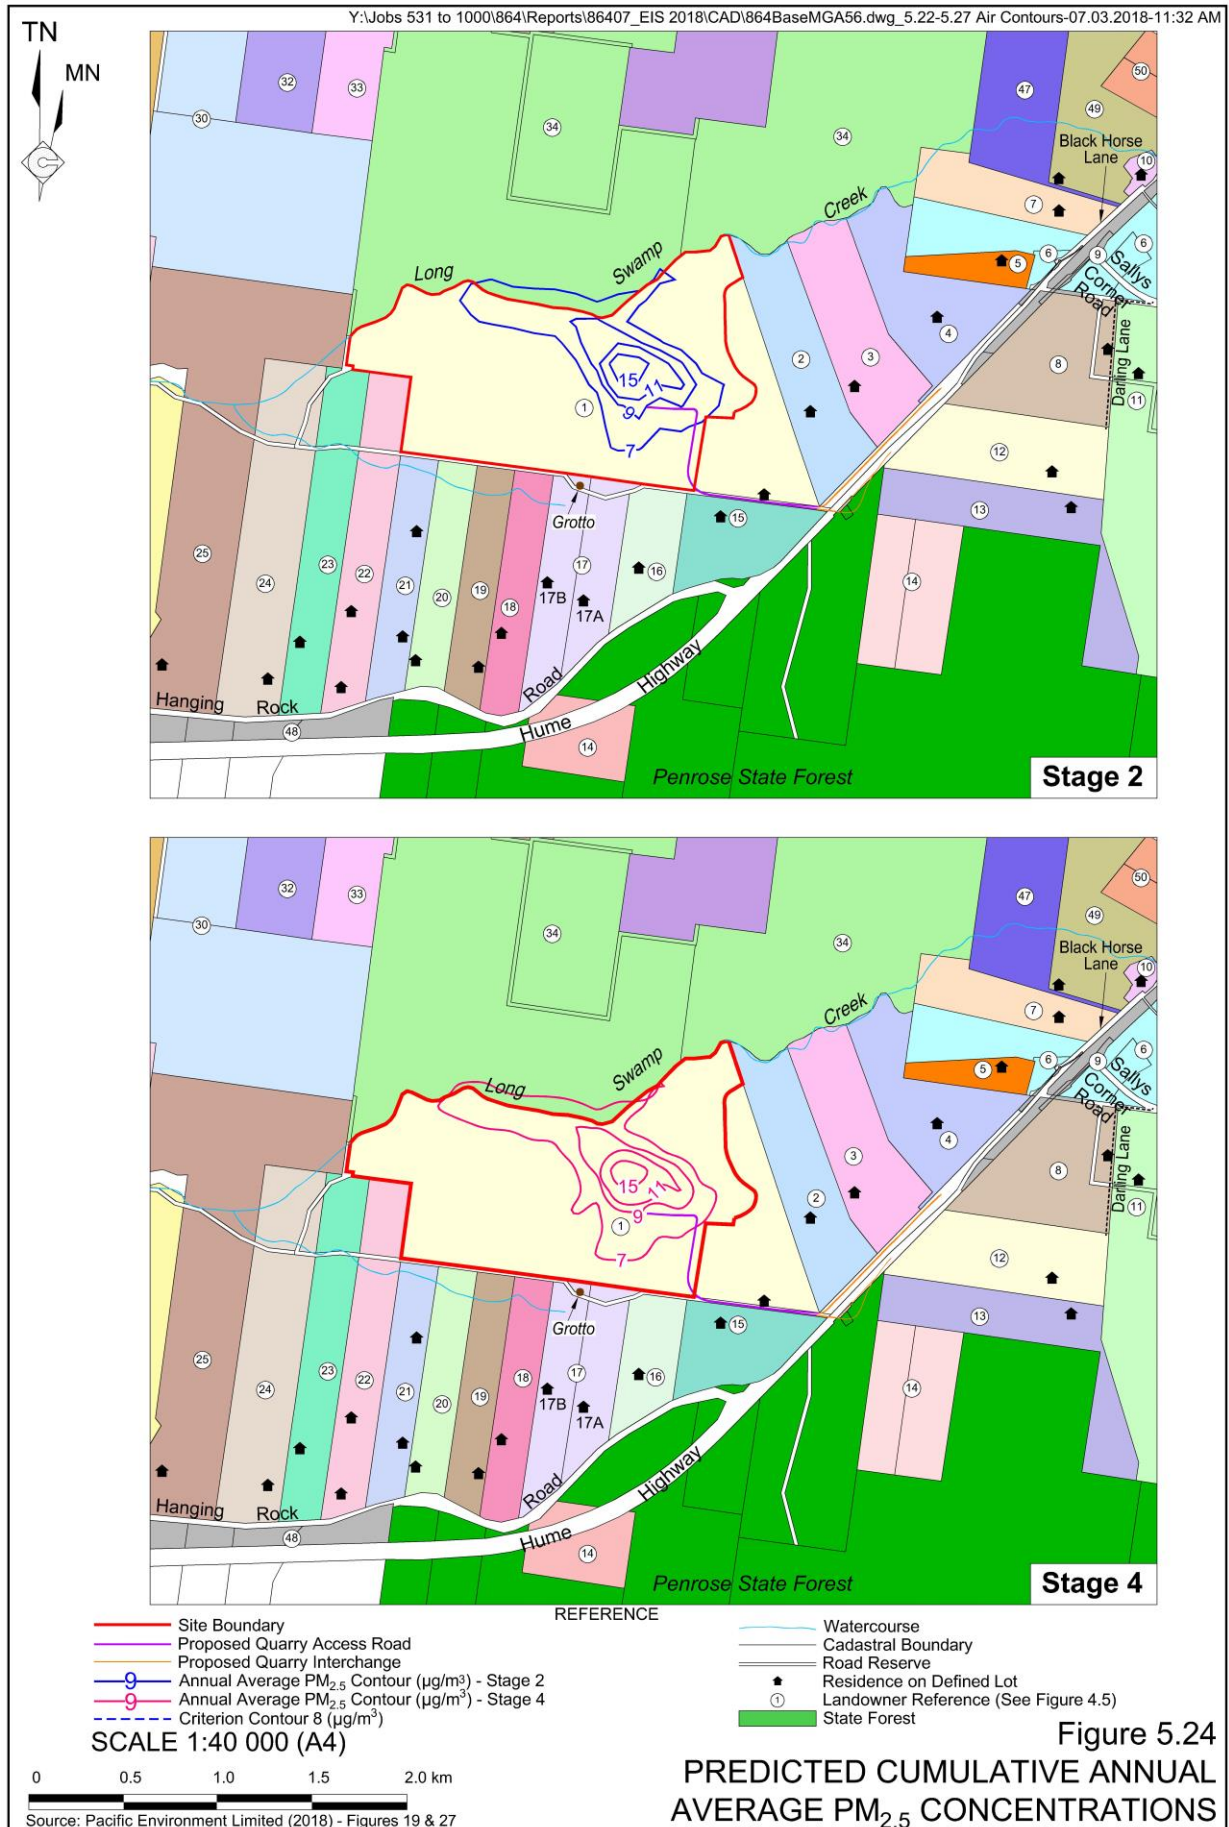 Y:\Jobs 531 to 1000\864\Reports\86407_EIS 2018\CAD\864BaseMGA56.dwg_5.22-5.27 Air Contours-07.03.2018-11:32 AM
TN
MN
30
32
33
34
34
47
49
50
Black Horse
Lane
10
7
6
5
6
9
Sallys
Corner
Road
Creek
Swamp
Long
4
3
2
8
Darling Lane
11
15
11
9
7
1
12
13
Grotto
15
14
25
24
23
22
21
20
19
18
17
17B
17A
16
Highway
Road
Hume
Hanging
Rock
48
14
Penrose State Forest
Stage 2
30
32
33
34
34
47
49
50
Black Horse
Lane
10
7
6
5
6
9
Sallys
Corner
Road
Creek
Swamp
Long
4
3
2
8
Darling Lane
11
15
11
9
7
1
12
13
Grotto
15
14
25
24
23
22
21
20
19
18
17
17B
17A
16
Highway
Road
Hume
Hanging
Rock
48
14
Penrose State Forest
Stage 4
REFERENCE
Site Boundary
Proposed Quarry Access Road
Proposed Quarry Interchange
9 Annual Average PM2.5 Contour (µg/m³) - Stage 2
9 Annual Average PM2.5 Contour (µg/m³) - Stage 4
Criterion Contour 8 (µg/m³)
Watercourse
Cadastral Boundary
Road Reserve
Residence on Defined Lot
1 Landowner Reference (See Figure 4.5)
State Forest
SCALE 1:40 000 (A4)
0 0.5 1.0 1.5 2.0 km
Source: Pacific Environment Limited (2018) - Figures 19 & 27
Figure 5.24
PREDICTED CUMULATIVE ANNUAL
AVERAGE PM2.5 CONCENTRATIONS